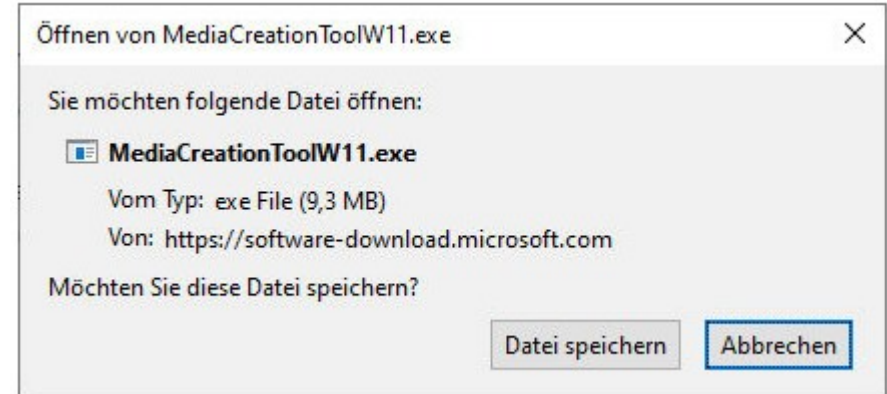 Öffnen von MediaCreationToolW11.exe
Sie möchten folgende Datei öffnen:
MediaCreationToolW11.exe
Vom Typ: exe File (9,3 MB)
Von: https://software-download.microsoft.com
Möchten Sie diese Datei speichern?
Datei speichern Abbrechen